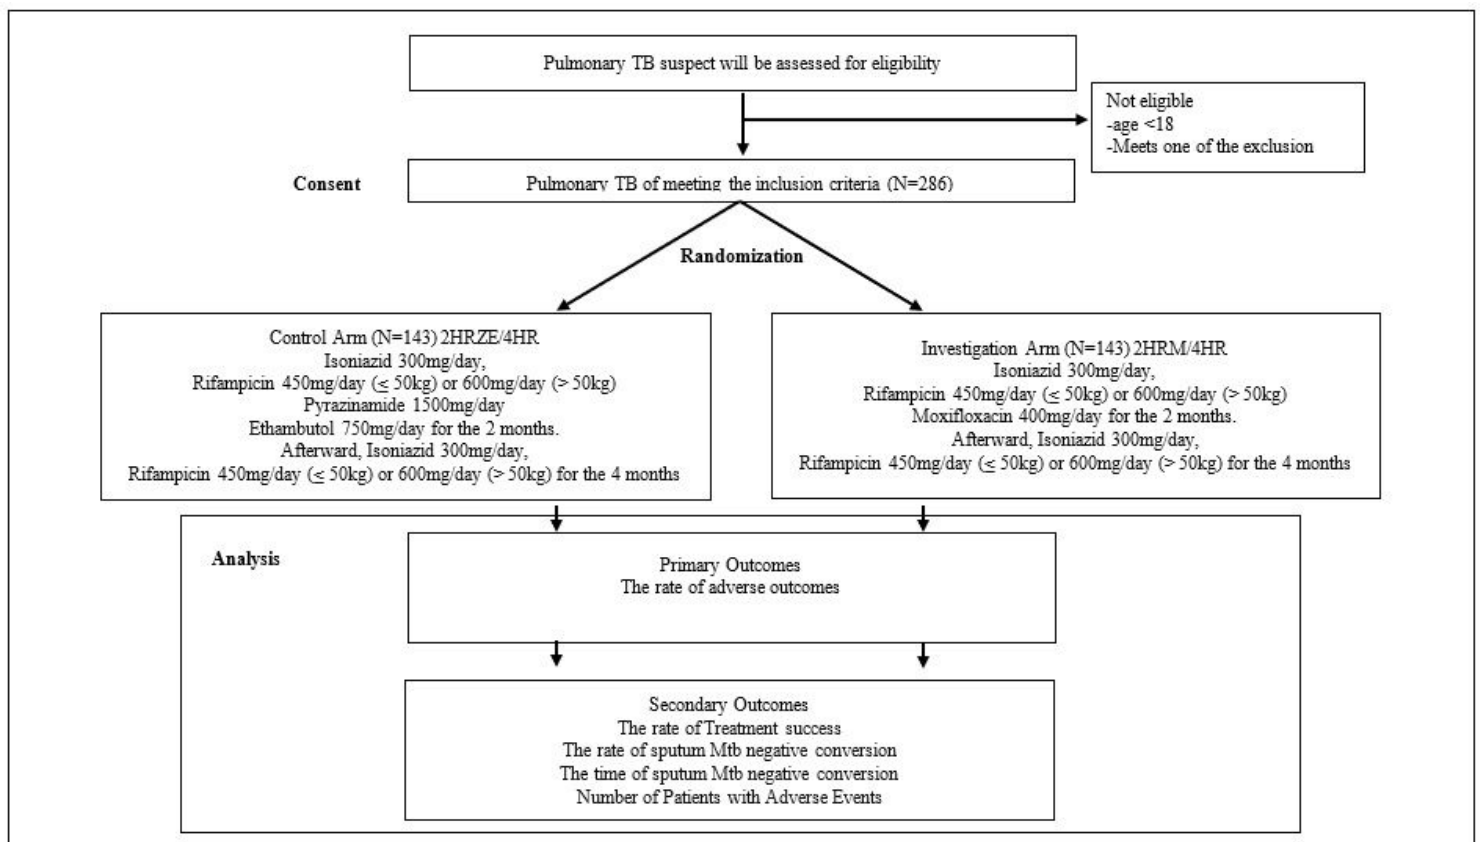 Pulmonary TB suspect will be assessed for eligibility
Not eligible
-age <18
-Meets one of the exclusion
Consent
Pulmonary TB of meeting the inclusion criteria (N=286)
Randomization
Control Arm (N=143) 2HRZE/4HR
Isoniazid 300mg/day,
Rifampicin 450mg/day (≤ 50kg) or 600mg/day (> 50kg)
Pyrazinamide 1500mg/day
Ethambutol 750mg/day for the 2 months.
Afterward, Isoniazid 300mg/day,
Rifampicin 450mg/day (≤ 50kg) or 600mg/day (> 50kg) for the 4 months
Investigation Arm (N=143) 2HRM/4HR
Isoniazid 300mg/day,
Rifampicin 450mg/day (≤ 50kg) or 600mg/day (> 50kg)
Moxifloxacin 400mg/day for the 2 months.
Afterward, Isoniazid 300mg/day,
Rifampicin 450mg/day (≤ 50kg) or 600mg/day (> 50kg) for the 4 months
Analysis
Primary Outcomes
The rate of adverse outcomes
Secondary Outcomes
The rate of Treatment success
The rate of sputum Mtb negative conversion
The time of sputum Mtb negative conversion
Number of Patients with Adverse Events